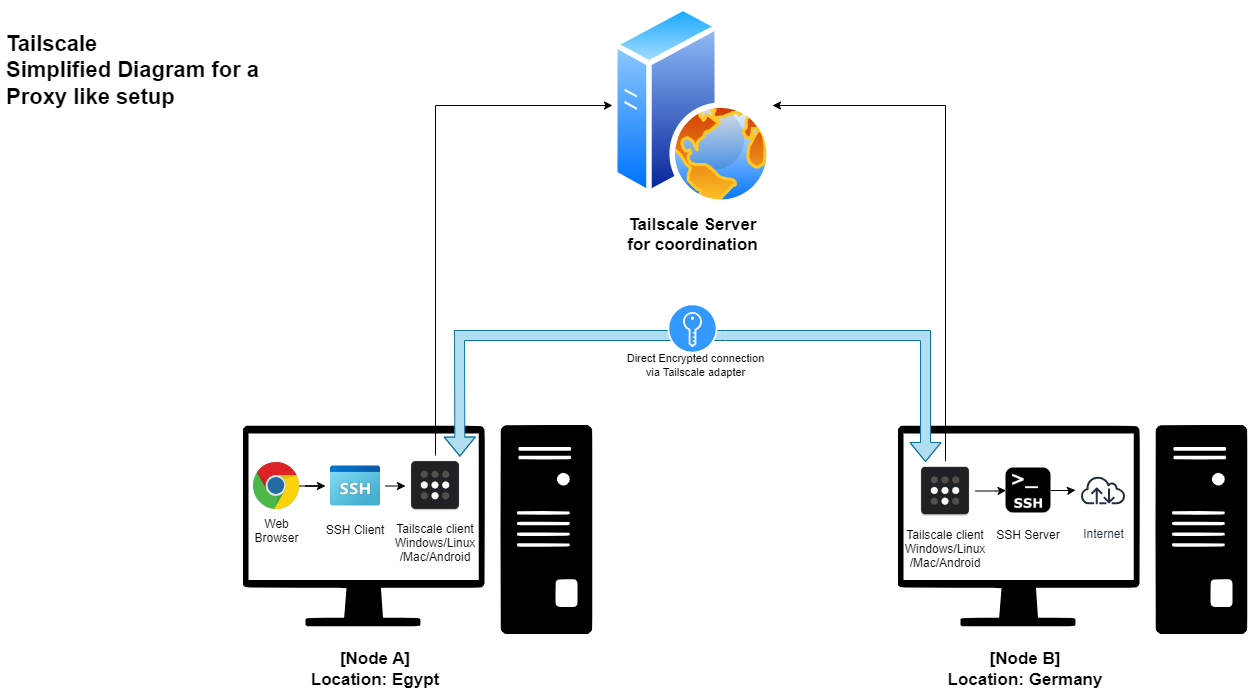 Tailscale
Simplified Diagram for a
Proxy like setup
Tailscale Server
for coordination
Direct Encrypted connection
via Tailscale adapter
SSH
Web
Browser
SSH Client
Tailscale client
Windows/Linux
/Mac/Android
>_
SSH
Tailscale client
Windows/Linux
/Mac/Android
SSH Server
Internet
[Node A]
Location: Egypt
[Node B]
Location: Germany